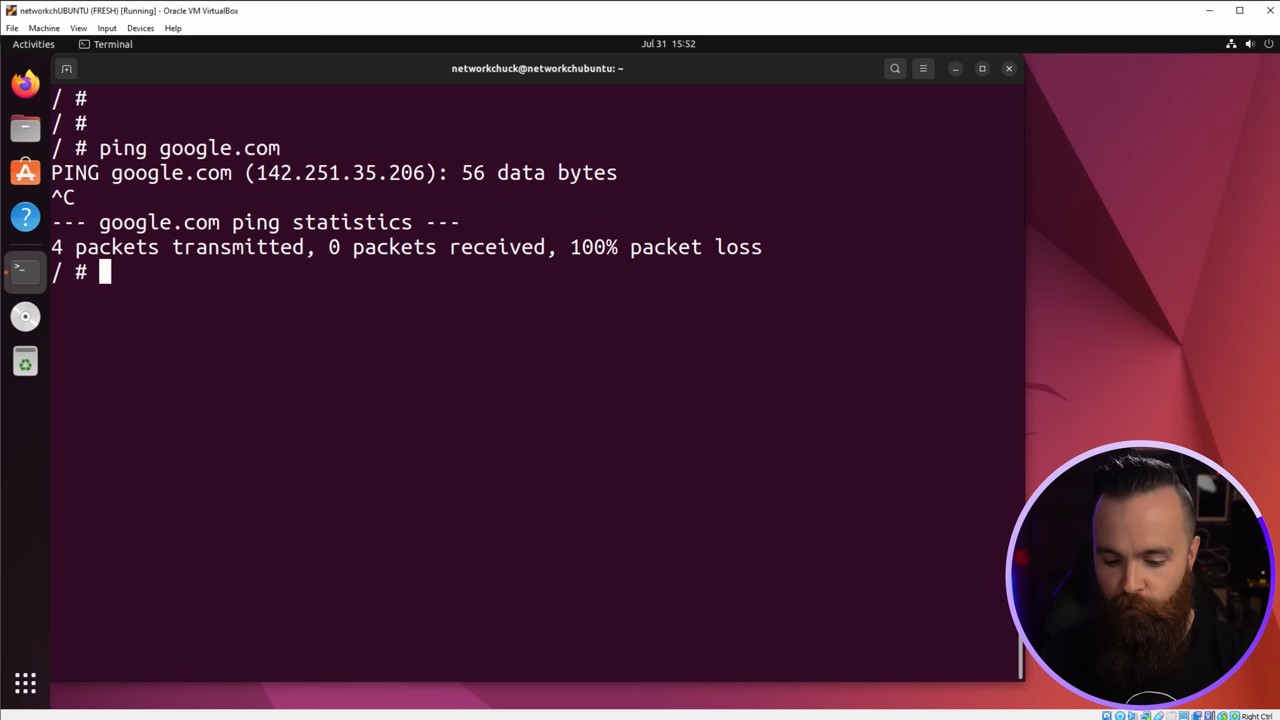 networkchUBUNTU (FRESH) [Running] - Oracle VM VirtualBox
File Machine View Input Devices Help
Activities Terminal Jul 31 15:52
networkchuck@networkchubuntu: ~
/ #
/ #
/ # ping google.com
PING google.com (142.251.35.206): 56 data bytes
^C
--- google.com ping statistics ---
4 packets transmitted, 0 packets received, 100% packet loss
/ #
Right Ctrl